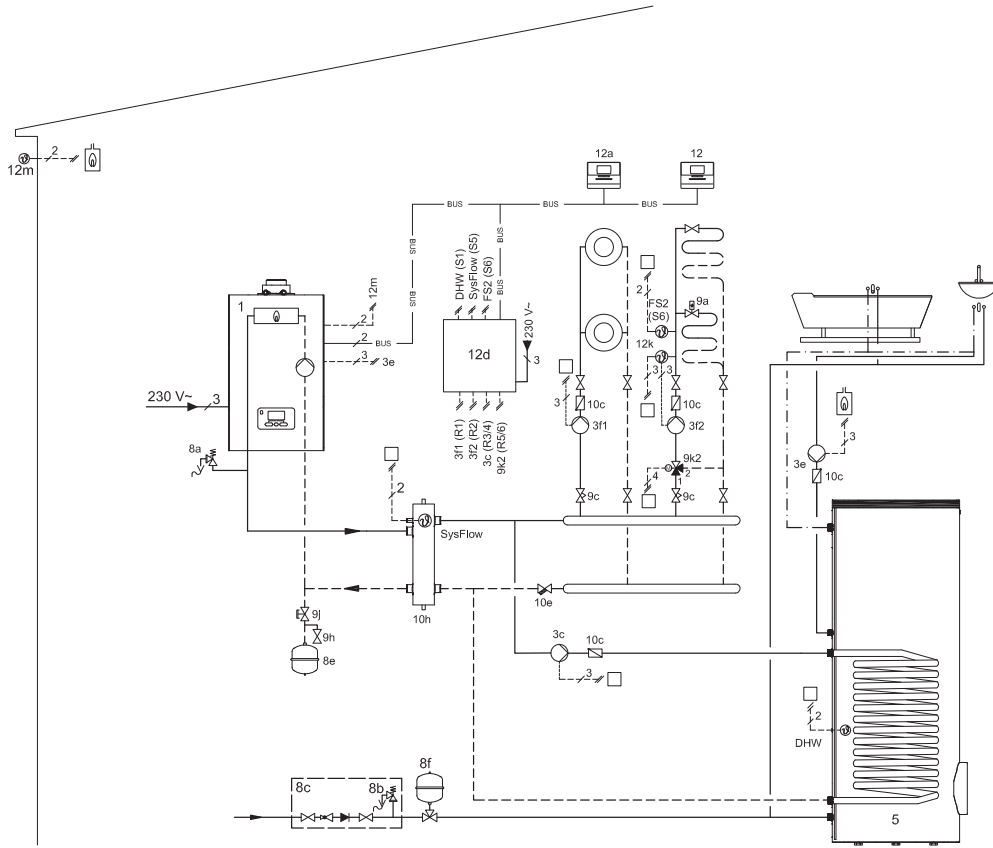 12a
12
12m
2
BUS
BUS
BUS
BUS
BUS
BUS
DHW (S1)
SysFlow (S5)
FS2 (S6)
12m
1
2
2
BUS
3
3e
230 V~
3
12d
230 V~
3
3f1 (R1)
3f2 (R2)
3c (R3/4)
9k2 (R5/6)
2
FS2
(S6)
9a
12k
3
3
3
10c
10c
3f1
3f2
9k2
4
2
1
9c
9c
8a
2
SysFlow
3
3e
10c
10e
10h
9j
9h
8e
3c
10c
3
2
DHW
5
8f
8c
8b